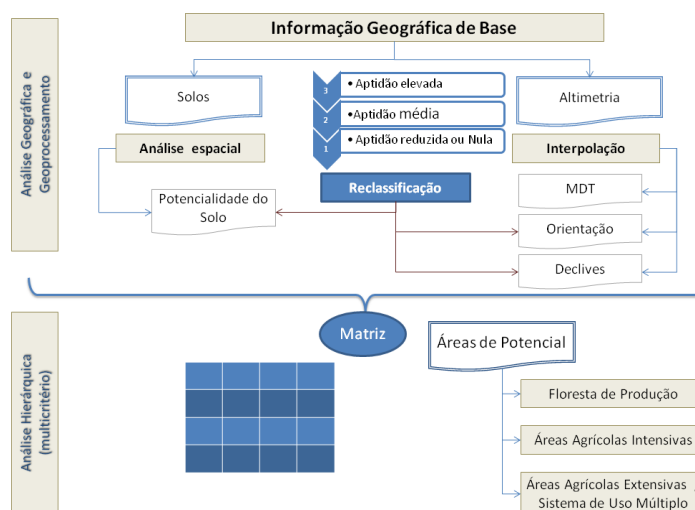 Informação Geográfica de Base
Análise Geográfica e
Geoprocessamento
Solos
3
• Aptidão elevada
2
• Aptidão média
1
• Aptidão reduzida ou Nula
Altimetria
Análise espacial
Interpolação
Reclassificação
Potencialidade do
Solo
MDT
Orientação
Declives
Análise Hierárquica
(multicritério)
Matriz
Áreas de Potencial
Floresta de Produção
Áreas Agrícolas Intensivas
Áreas Agrícolas Extensivas
Sistema de Uso Múltiplo